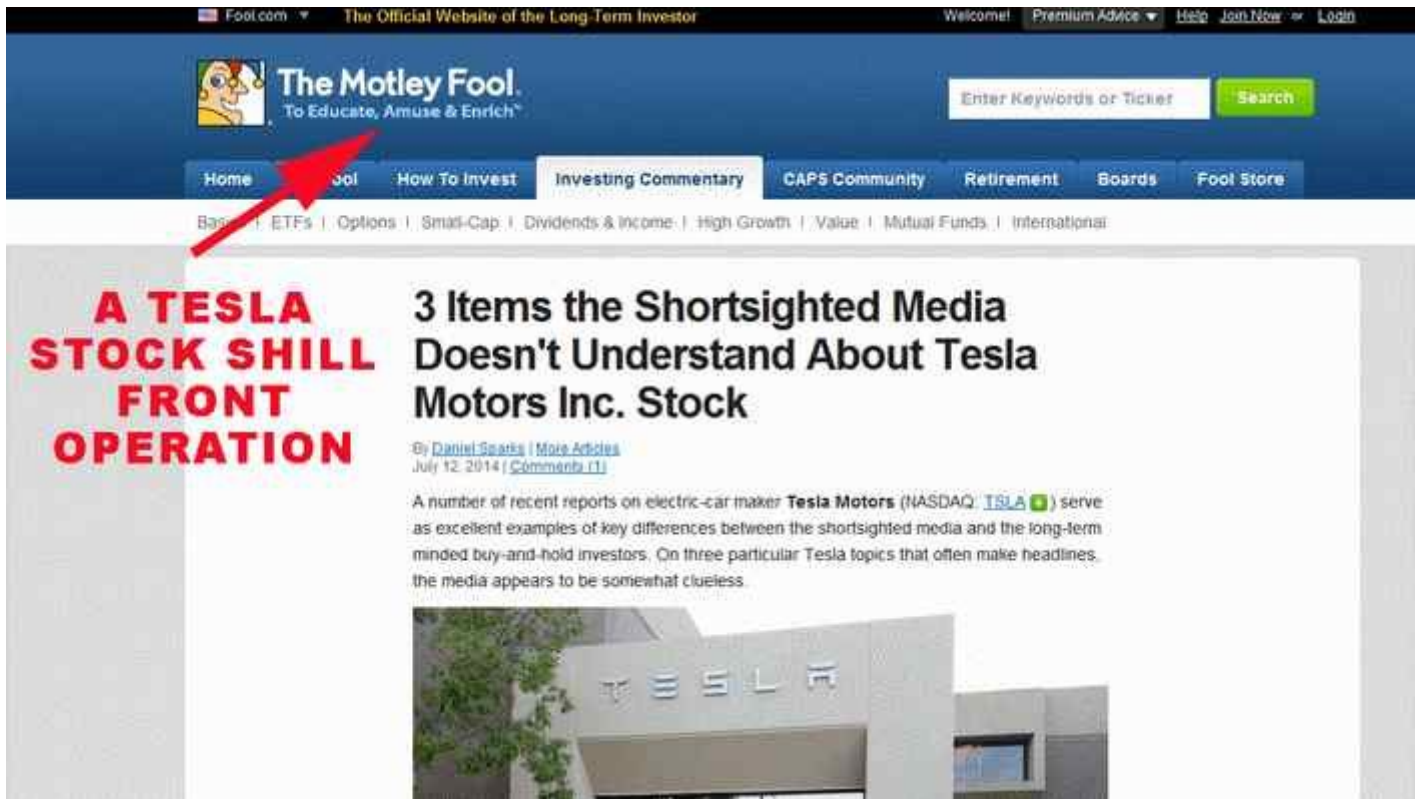 Fool.com ▼ The Official Website of the Long-Term Investor Welcome! Premium Advice ▼ Help Join Now or Login
The Motley Fool.
To Educate, Amuse & Enrich
Enter Keywords or Ticker Search
Home ool How To Invest Investing Commentary CAPS Community Retirement Boards Fool Store
ETFs | Options | Small-Cap | Dividends & Income | High Growth | Value | Mutual Funds | International
A TESLA
STOCK SHILL
FRONT
OPERATION
3 Items the Shortsighted Media
Doesn't Understand About Tesla
Motors Inc. Stock
By Daniel Sparks | More Articles
July 12, 2014 | Comments (1)
A number of recent reports on electric-car maker Tesla Motors (NASDAQ: TSLA) serve
as excellent examples of key differences between the shortsighted media and the long-term
minded buy-and-hold investors. On three particular Tesla topics that often make headlines,
the media appears to be somewhat clueless.
TESLA